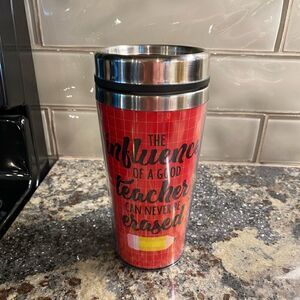 THE
influence
OF A GOOD
teacher
CAN NEVER BE
erased